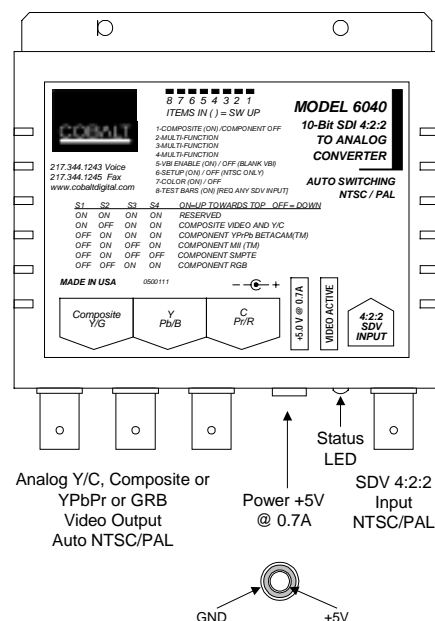 8 7 6 5 4 3 2 1
ITEMS IN ( ) = SW UP
COBALT
217.344.1243 Voice
217.344.1245 Fax
www.cobaltdigital.com
1-COMPOSITE (ON) /COMPONENT OFF
2-MULTI-FUNCTION
3-MULTI-FUNCTION
4-MULTI-FUNCTION
5-VBI ENABLE (ON) / OFF (BLANK VBI)
6-SETUP (ON) / OFF (NTSC ONLY)
7-COLOR (ON) / OFF
8-TEST BARS (ON) [REQ ANY SDV INPUT]
MODEL 6040
10-Bit SDI 4:2:2
TO ANALOG
CONVERTER
AUTO SWITCHING
NTSC / PAL
S1 S2 S3 S4 ON=UP TOWARDS TOP OFF = DOWN
ON ON ON ON RESERVED
ON OFF ON ON COMPOSITE VIDEO AND Y/C
OFF ON ON ON COMPONENT YPrPb BETACAM(TM)
OFF ON OFF ON COMPONENT MII (TM)
OFF ON OFF OFF COMPONENT SMPTE
OFF OFF ON ON COMPONENT RGB
MADE IN USA 0500111
- +
Composite
Y/G
Y
Pb/B
C
Pr/R
+5.0 V @ 0.7A
VIDEO ACTIVE
4:2:2
SDV
INPUT
Status
LED
Analog Y/C, Composite or
YPbPr or GRB
Video Output
Auto NTSC/PAL
Power +5V
@ 0.7A
SDV 4:2:2
Input
NTSC/PAL
GND
+5V